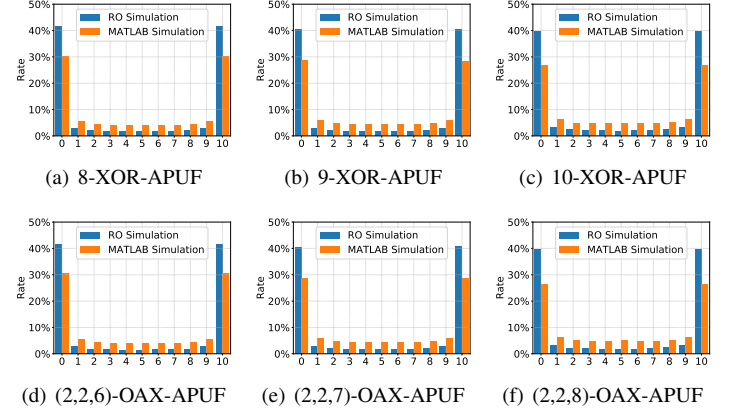 50%
40%
30%
20%
10%
0%
Rate
RO Simulation
MATLAB Simulation
0 1 2 3 4 5 6 7 8 9 10
(a) 8-XOR-APUF
50%
40%
30%
20%
10%
0%
Rate
RO Simulation
MATLAB Simulation
0 1 2 3 4 5 6 7 8 9 10
(b) 9-XOR-APUF
50%
40%
30%
20%
10%
0%
Rate
RO Simulation
MATLAB Simulation
0 1 2 3 4 5 6 7 8 9 10
(c) 10-XOR-APUF
50%
40%
30%
20%
10%
0%
Rate
RO Simulation
MATLAB Simulation
0 1 2 3 4 5 6 7 8 9 10
(d) (2,2,6)-OAX-APUF
50%
40%
30%
20%
10%
0%
Rate
RO Simulation
MATLAB Simulation
0 1 2 3 4 5 6 7 8 9 10
(e) (2,2,7)-OAX-APUF
50%
40%
30%
20%
10%
0%
Rate
RO Simulation
MATLAB Simulation
0 1 2 3 4 5 6 7 8 9 10
(f) (2,2,8)-OAX-APUF